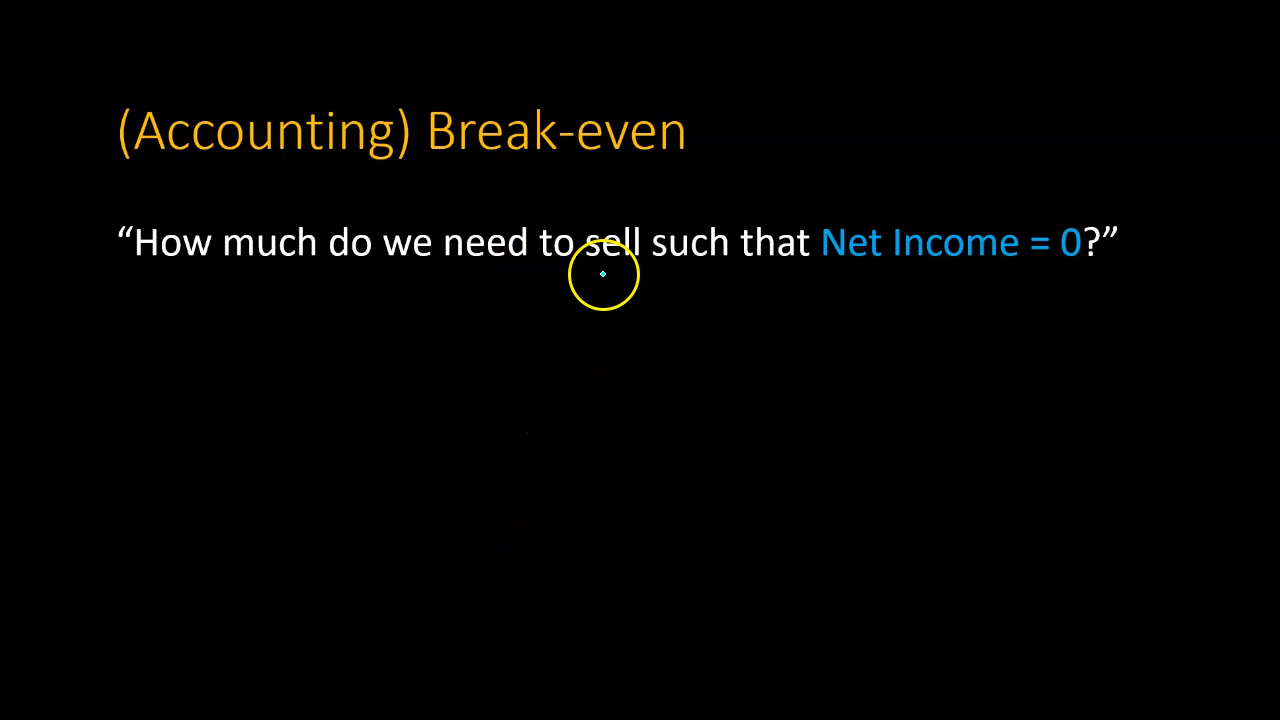 (Accounting) Break-even
“How much do we need to sell such that Net Income = 0?”